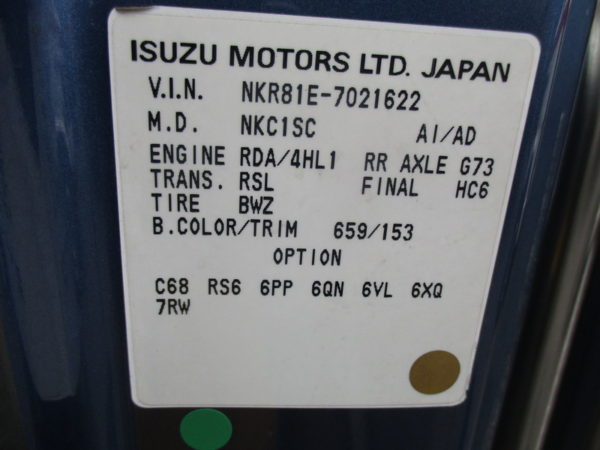 ISUZU MOTORS LTD. JAPAN
V.I.N. NKR81E-7021622
M.D. NKC1SC AI/AD
ENGINE RDA/4HL1 RR AXLE G73
TRANS. RSL FINAL HC6
TIRE BWZ
B.COLOR/TRIM 659/153
OPTION
C68 RS6 6PP 6QN 6VL 6XQ
7RW